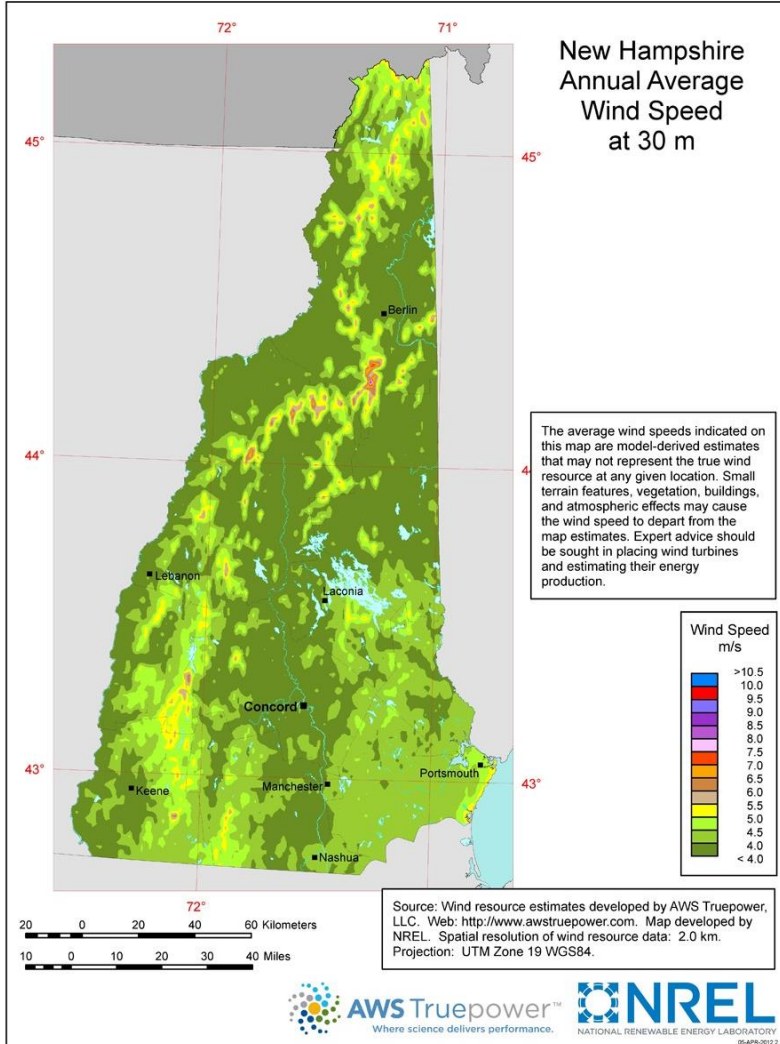 New Hampshire
Annual Average
Wind Speed
at 30 m
72°
71°
45°
45°
Berlin
44°
44°
Lebanon
Laconia
Concord
43°
43°
Portsmouth
Keene
Manchester
Nashua
72°
The average wind speeds indicated on
this map are model-derived estimates
that may not represent the true wind
resource at any given location. Small
terrain features, vegetation, buildings,
and atmospheric effects may cause
the wind speed to depart from the
map estimates. Expert advice should
be sought in placing wind turbines
and estimating their energy
production.
Wind Speed
m/s
>10.5
10.0
9.5
9.0
8.5
8.0
7.5
7.0
6.5
6.0
5.5
5.0
4.5
4.0
< 4.0
Source: Wind resource estimates developed by AWS Truepower,
LLC. Web: http://www.awstruepower.com. Map developed by
NREL. Spatial resolution of wind resource data: 2.0 km.
Projection: UTM Zone 19 WGS84.
20 0 20 40 60 Kilometers
10 0 10 20 30 40 Miles
AWS Truepower™
Where science delivers performance.
NREL
NATIONAL RENEWABLE ENERGY LABORATORY